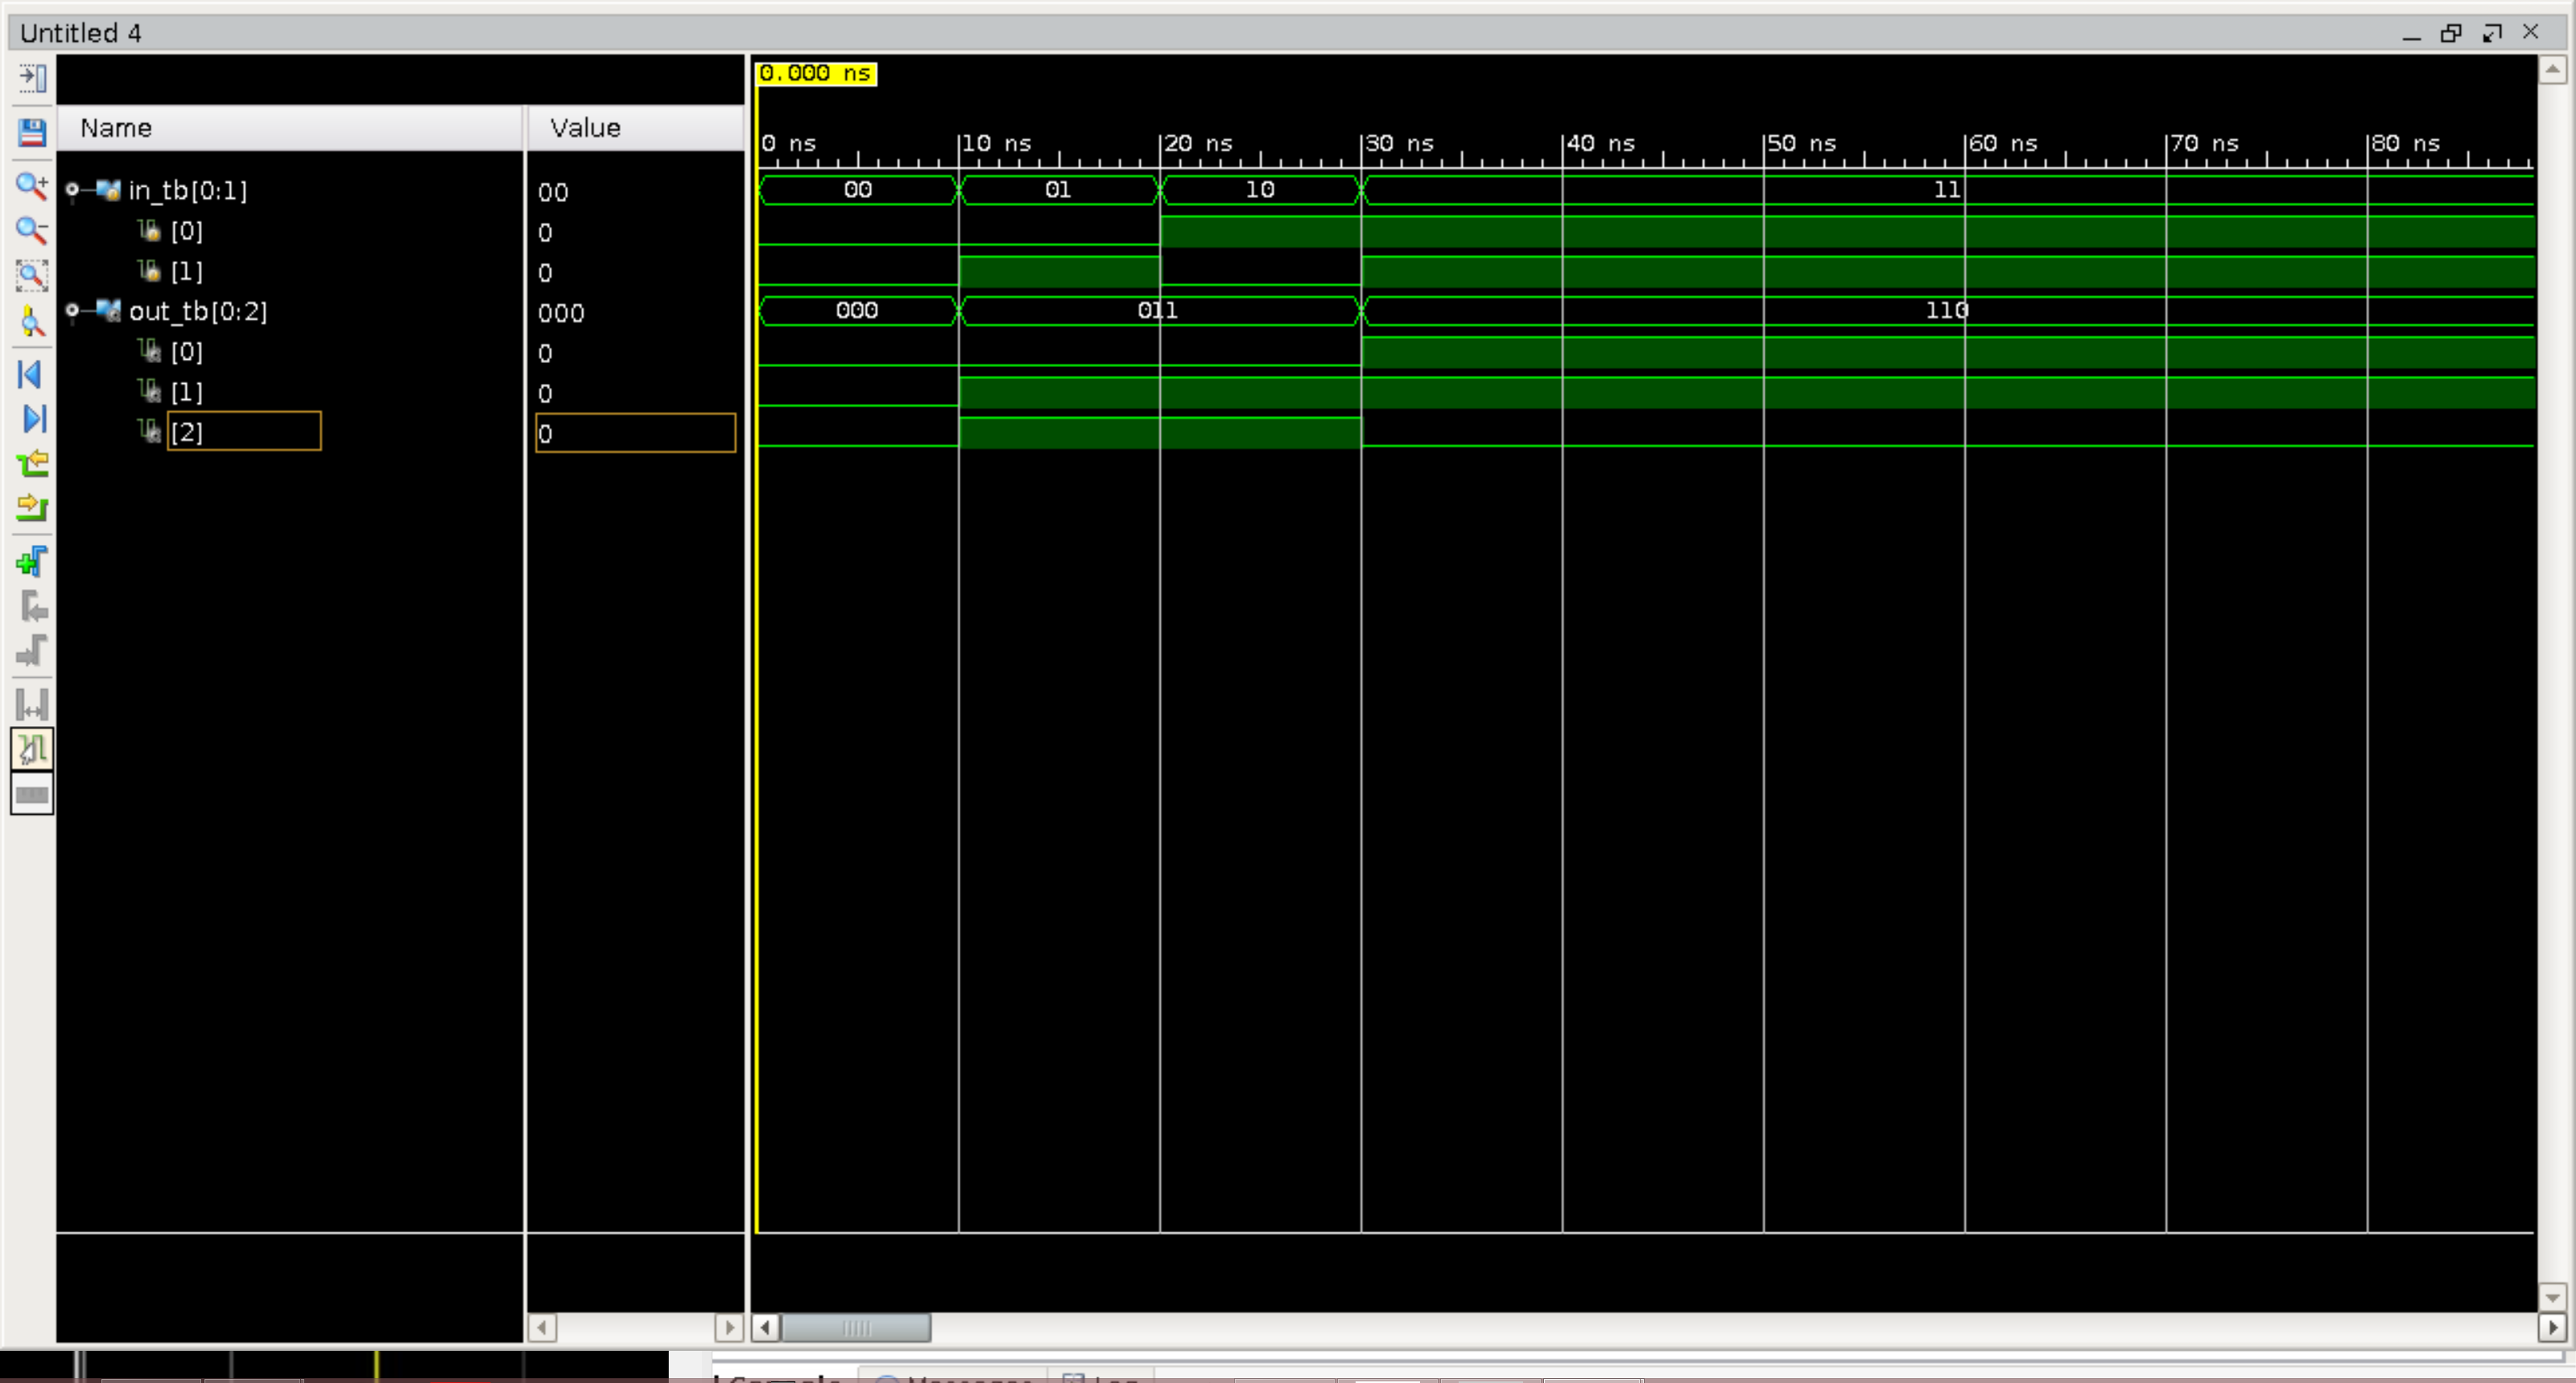 Untitled 4
0.000 ns
Name Value
0 ns 10 ns 20 ns 30 ns 40 ns 50 ns 60 ns 70 ns 80 ns
in_tb[0:1] 00 00 01 10 11
[0] 0
[1] 0
out_tb[0:2] 000 000 011 110
[0] 0
[1] 0
[2] 0